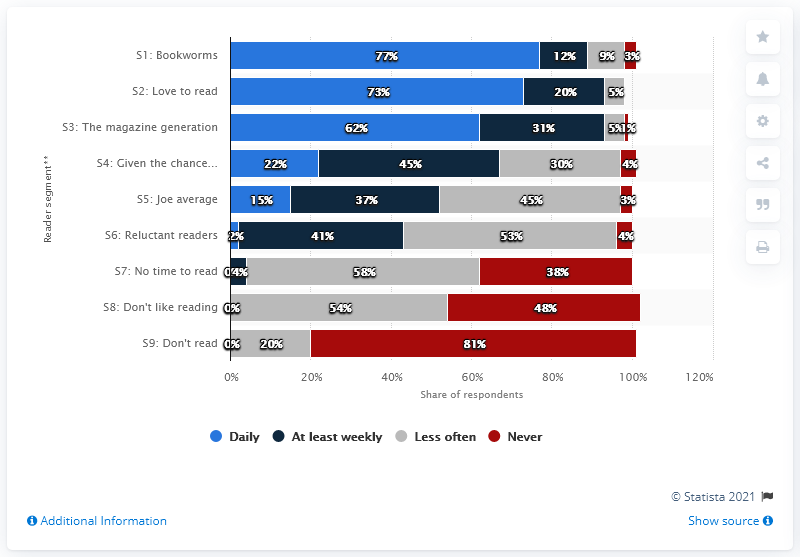 S1: Bookworms 77% 12% 9% 3%
S2: Love to read 73% 20% 5%
S3: The magazine generation 62% 31% 5% 1%
S4: Given the chance... 22% 45% 30% 4%
S5: Joe average 15% 37% 45% 3%
S6: Reluctant readers 2% 41% 53% 4%
S7: No time to read 0% 4% 58% 38%
S8: Don't like reading 0% 54% 48%
S9: Don't read 0% 20% 81%
Reader segment**
0% 20% 40% 60% 80% 100% 120%
Share of respondents
Daily At least weekly Less often Never
© Statista 2021
Additional Information Show source